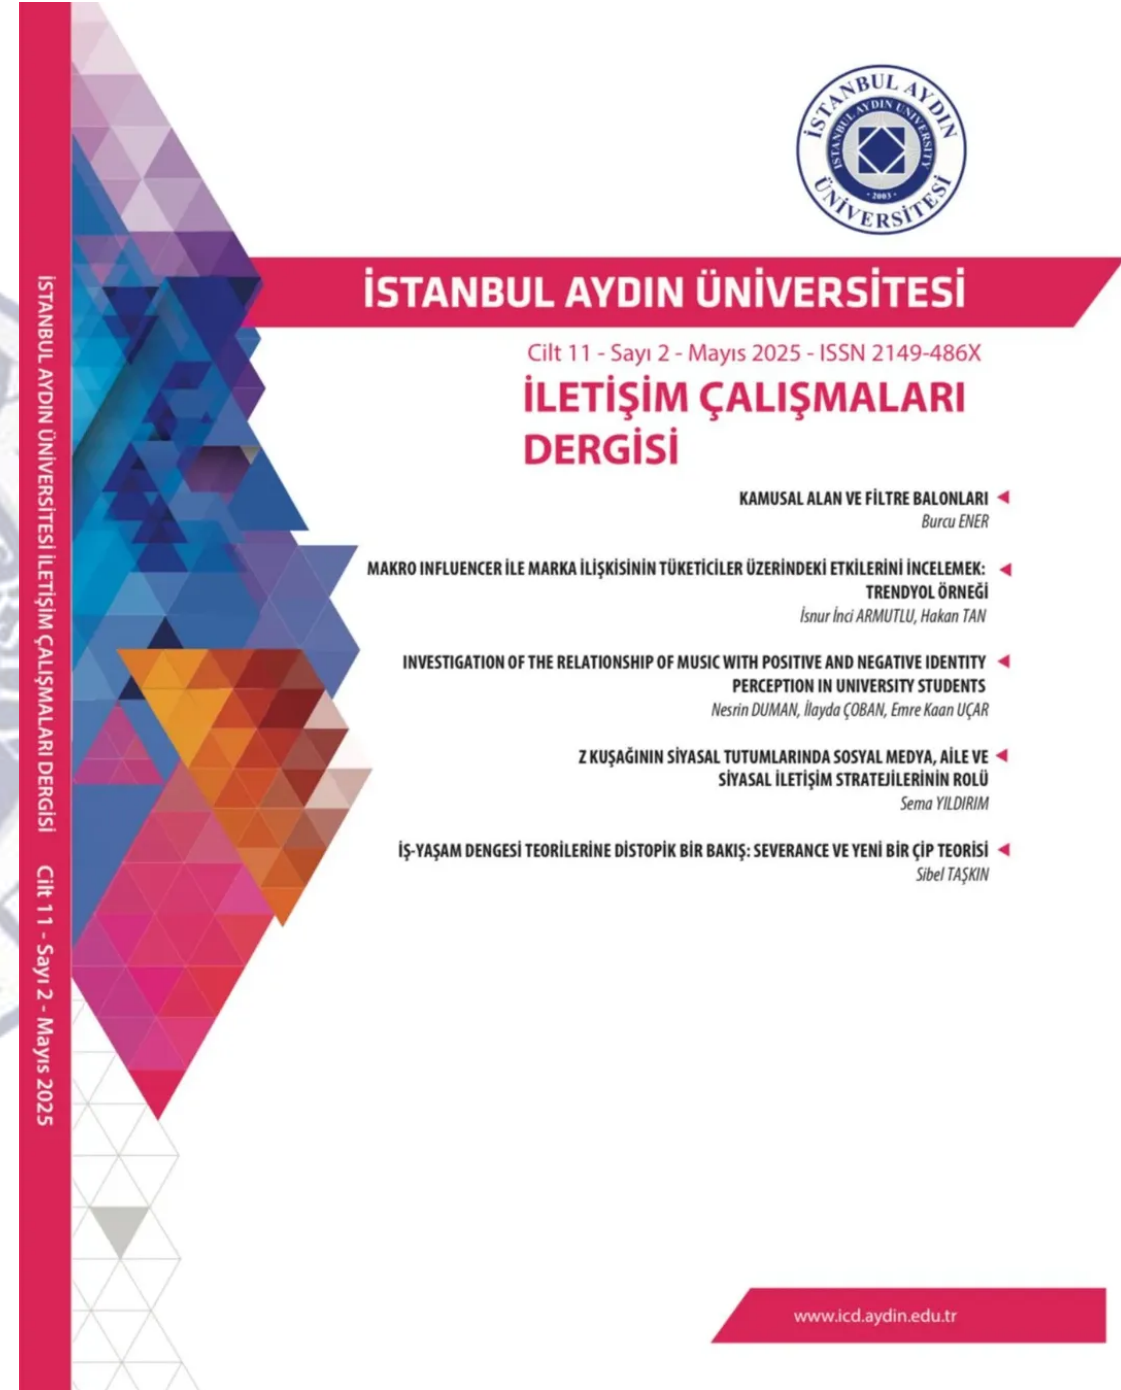 İSTANBUL AYDIN ÜNİVERSİTESİ
İSTANBUL AYDIN UNIVERSITY
• 2003 •
İSTANBUL AYDIN ÜNİVERSİTESİ
Cilt 11 - Sayı 2 - Mayıs 2025 - ISSN 2149-486X
İLETİŞİM ÇALIŞMALARI
DERGİSİ
KAMUSAL ALAN VE FİLTRE BALONLARI
Burcu ENER
MAKRO INFLUENCER İLE MARKA İLİŞKİSİNİN TÜKETİCİLER ÜZERİNDEKİ ETKİLERİNİ İNCELEMEK:
TRENDYOL ÖRNEĞİ
İsnur İnci ARMUTLU, Hakan TAN
INVESTIGATION OF THE RELATIONSHIP OF MUSIC WITH POSITIVE AND NEGATIVE IDENTITY
PERCEPTION IN UNIVERSITY STUDENTS
Nesrin DUMAN, İlayda ÇOBAN, Emre Kaan UÇAR
Z KUŞAĞININ SİYASAL TUTUMLARINDA SOSYAL MEDYA, AİLE VE
SİYASAL İLETİŞİM STRATEJİLERİNİN ROLÜ
Sema YILDIRIM
İŞ-YAŞAM DENGESİ TEORİLERİNE DİSTOPİK BİR BAKIŞ: SEVERANCE VE YENİ BİR ÇİP TEORİSİ
Sibel TAŞKIN
www.icd.aydin.edu.tr
İSTANBUL AYDIN ÜNİVERSİTESİ İLETİŞİM ÇALIŞMALARI DERGİSİ Cilt 11 - Sayı 2 - Mayıs 2025